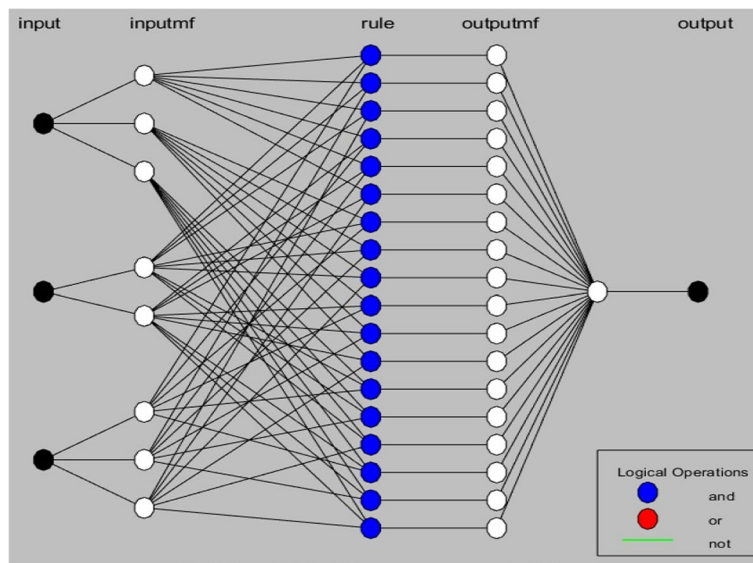 input inputmf rule outputmf output
Logical Operations
and
or
not